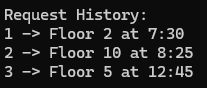 Request History:
1 -> Floor 2 at 7:30
2 -> Floor 10 at 8:25
3 -> Floor 5 at 12:45